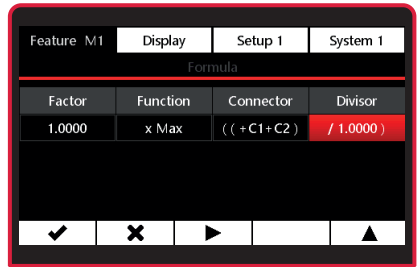 Feature M1 Display Setup 1 System 1
Formula
Factor Function Connector Divisor
1.0000 x Max ( ( +C1+C2 ) / 1.0000 )